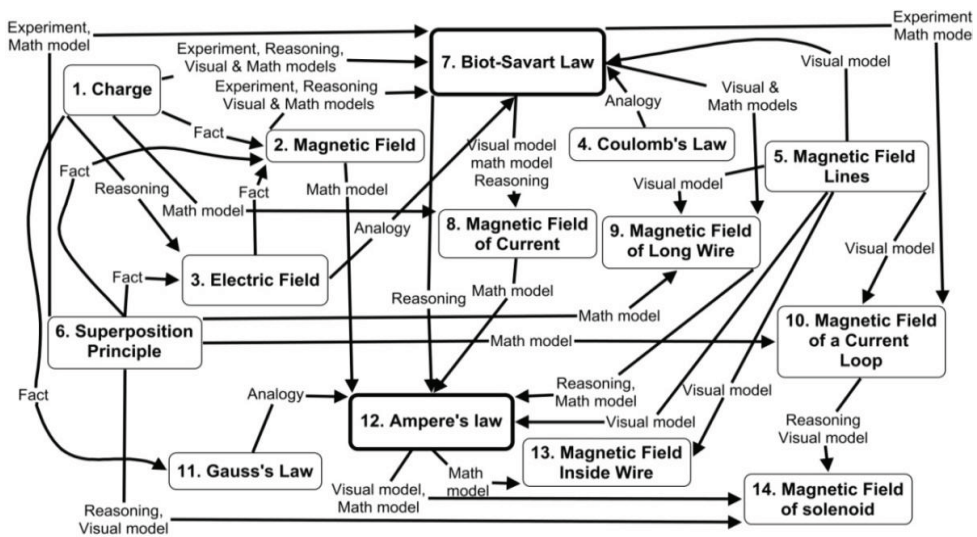 Experiment,
Math model
Experiment
Math model
Experiment, Reasoning,
Visual & Math models
7. Biot-Savart Law
Visual model
1. Charge
Experiment, Reasoning
Visual & Math models
Analogy
Visual &
Math models
Fact
2. Magnetic Field
Visual model
math model
Reasoning
4. Coulomb's Law
5. Magnetic Field
Lines
Fact
Reasoning
Fact
Math model
Visual model
Math model
Analogy
8. Magnetic Field
of Current
9. Magnetic Field
of Long Wire
Visual model
Fact
3. Electric Field
Reasoning
Math model
Math model
6. Superposition
Principle
Math model
10. Magnetic Field
of a Current
Loop
Fact
Analogy
Reasoning,
Math model
Visual model
12. Ampere's law
Visual model
Reasoning
Visual model
11. Gauss's Law
13. Magnetic Field
Inside Wire
Math
model
Visual model,
Math model
14. Magnetic Field
of solenoid
Reasoning,
Visual model